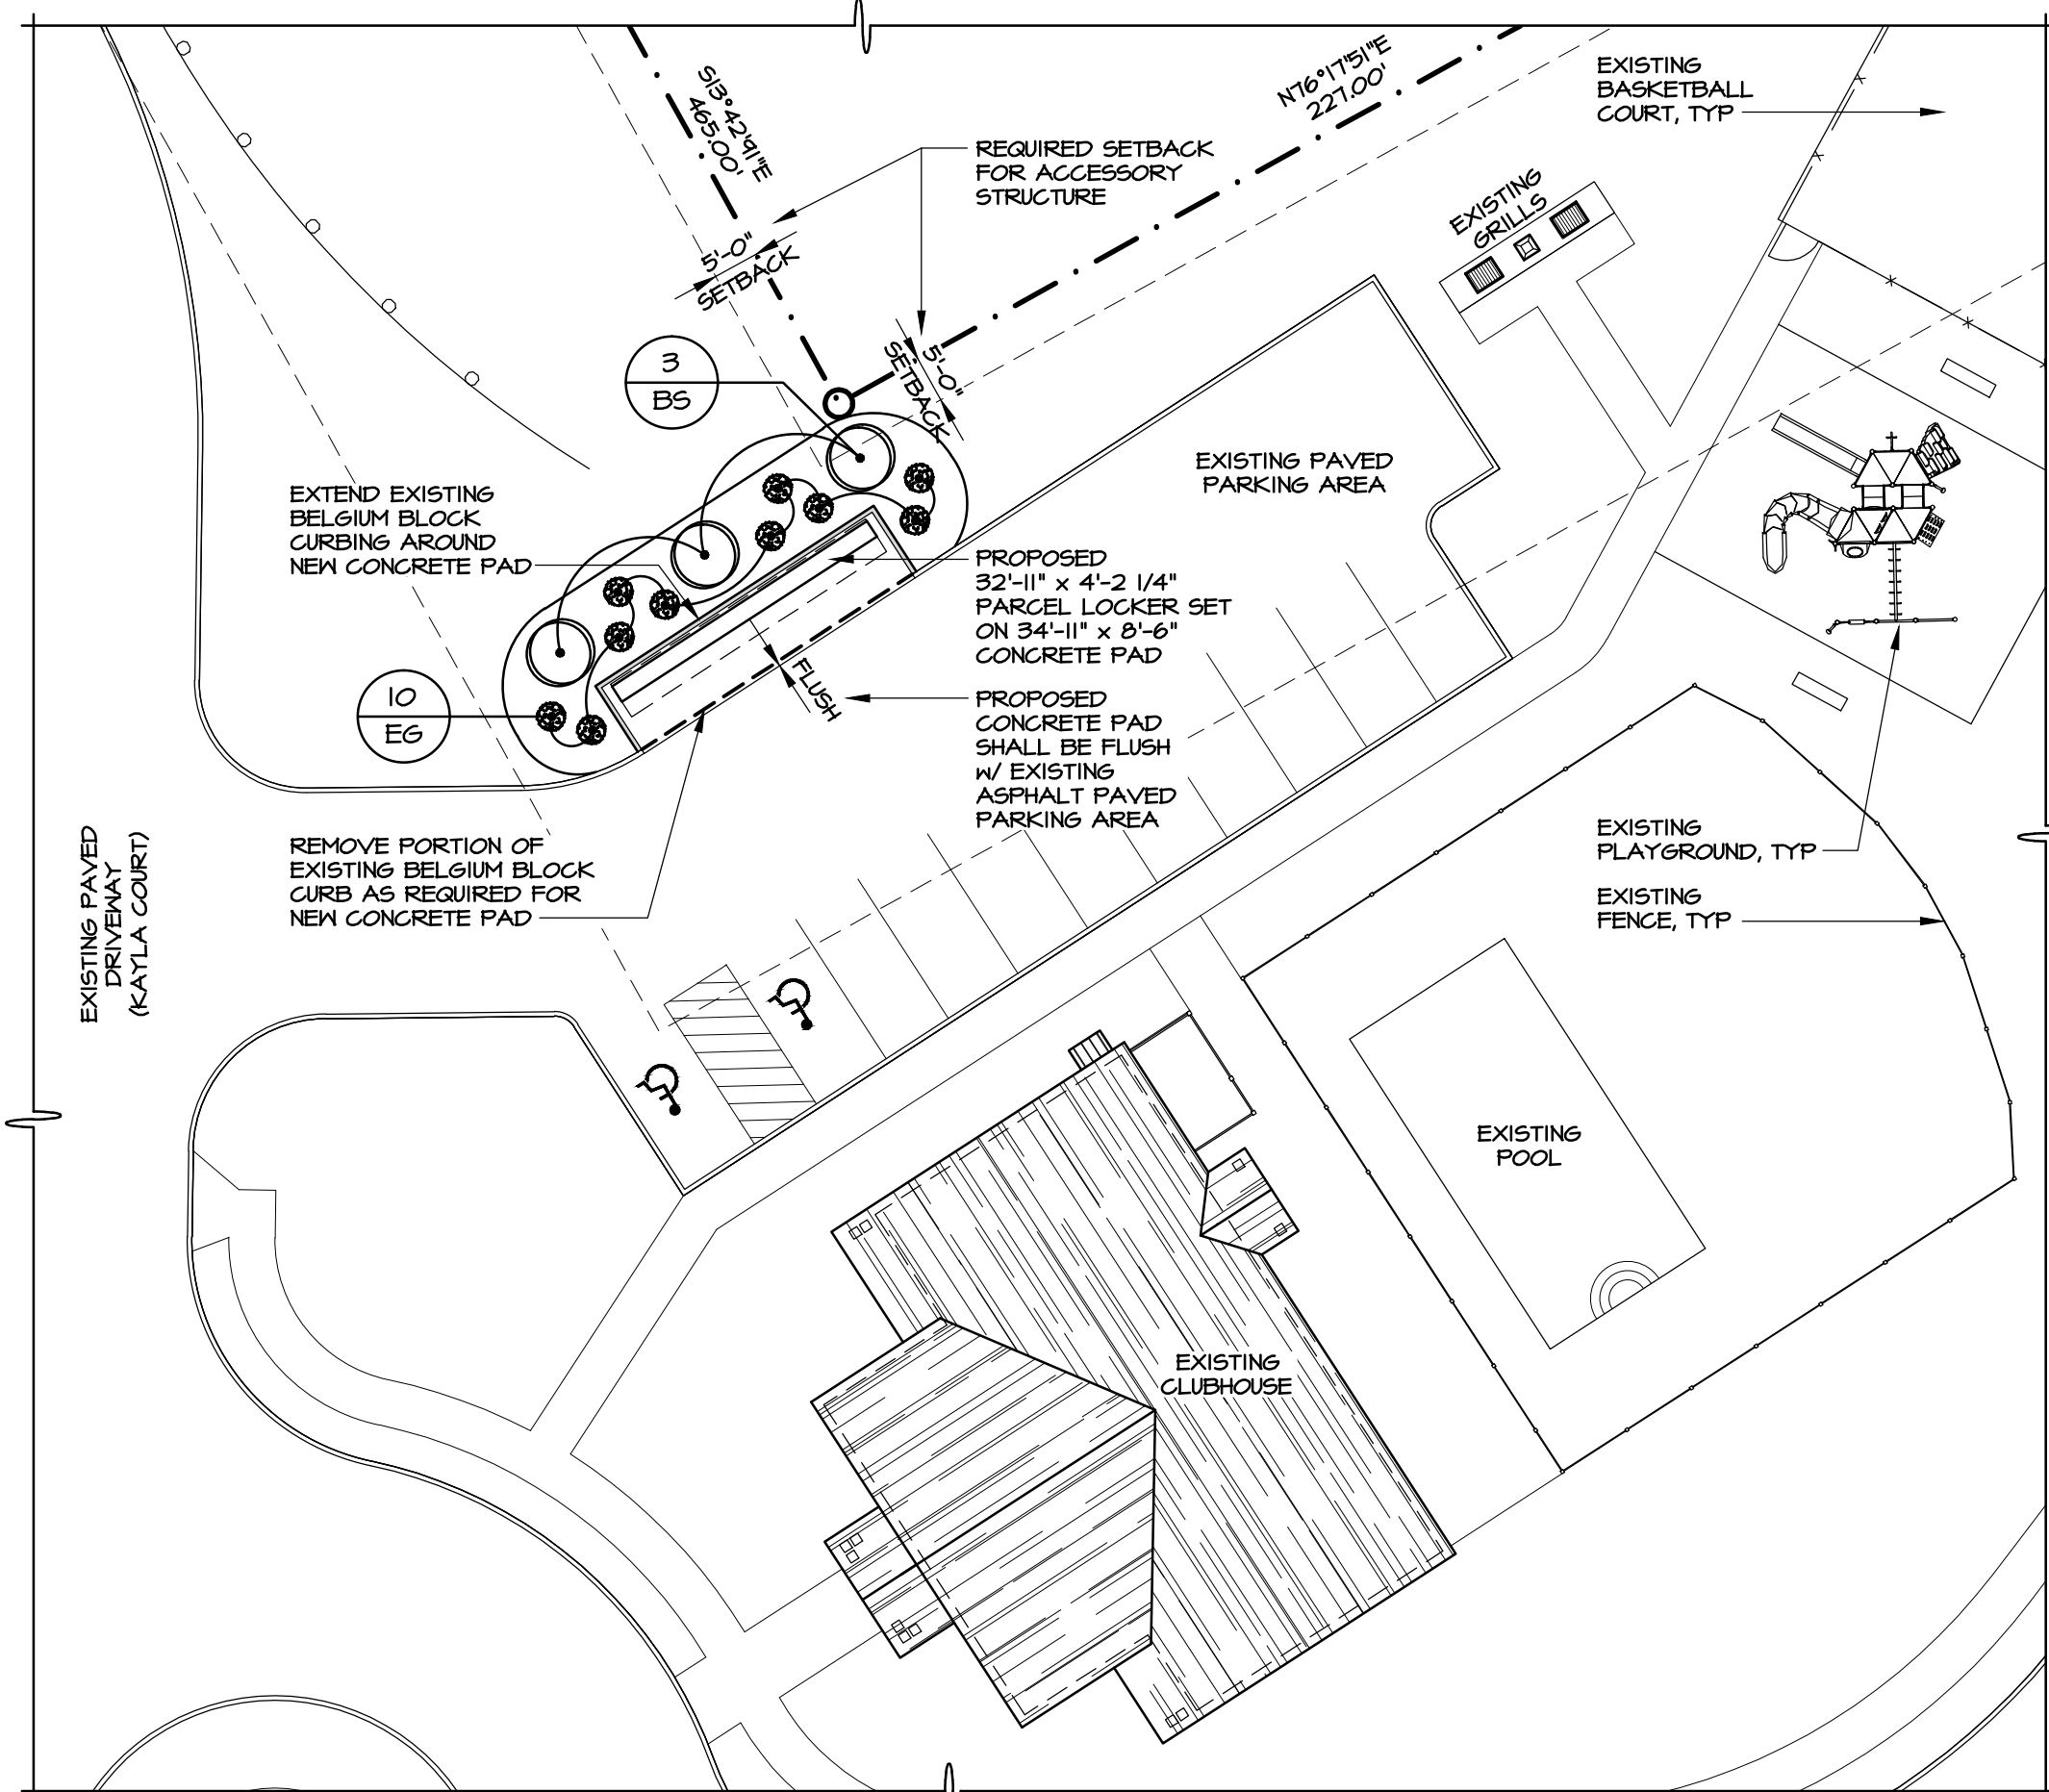 S13°42'91"E
465.00'
N76°17'51"E
227.00'
EXISTING
BASKETBALL
COURT, TYP
REQUIRED SETBACK
FOR ACCESSORY
STRUCTURE
EXISTING
GRILLS
5'-0"
SETBACK
5'-0"
SETBACK
3
BS
EXISTING PAVED
PARKING AREA
EXTEND EXISTING
BELGIUM BLOCK
CURBING AROUND
NEW CONCRETE PAD
PROPOSED
32'-11" x 4'-2 1/4"
PARCEL LOCKER SET
ON 34'-11" x 8'-6"
CONCRETE PAD
FLUSH
10
EG
PROPOSED
CONCRETE PAD
SHALL BE FLUSH
W/ EXISTING
ASPHALT PAVED
PARKING AREA
REMOVE PORTION OF
EXISTING BELGIUM BLOCK
CURB AS REQUIRED FOR
NEW CONCRETE PAD
EXISTING PAVED
DRIVEWAY
(KAYLA COURT)
EXISTING
PLAYGROUND, TYP
EXISTING
FENCE, TYP
EXISTING
POOL
EXISTING
CLUBHOUSE